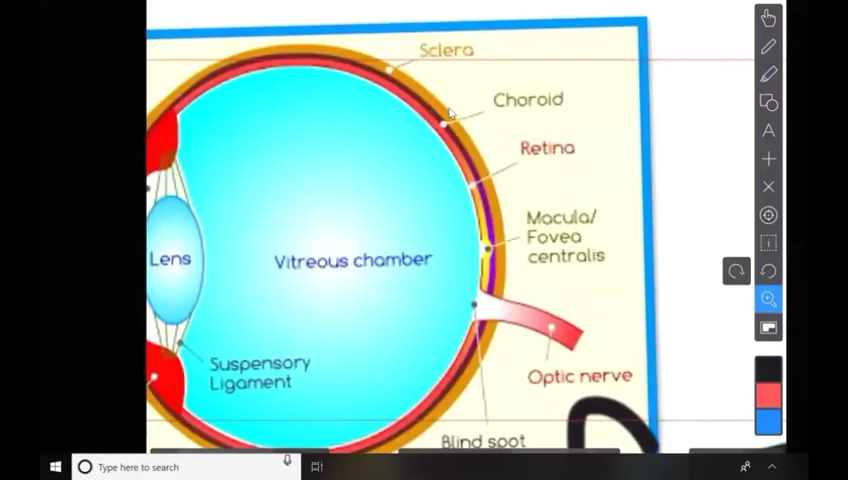 Sclera
Choroid
Retina
Macula/
Fovea
centralis
Lens
Vitreous chamber
Suspensory
Ligament
Optic nerve
Blind spot
A
Type here to search